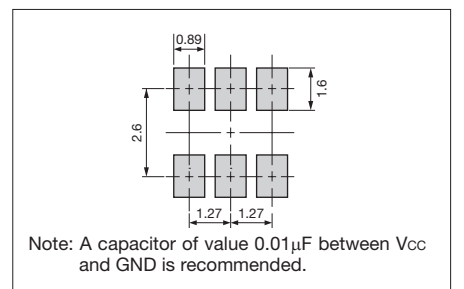 0.89
1.6
2.6
1.27 1.27
Note: A capacitor of value 0.01μF between Vcc
and GND is recommended.